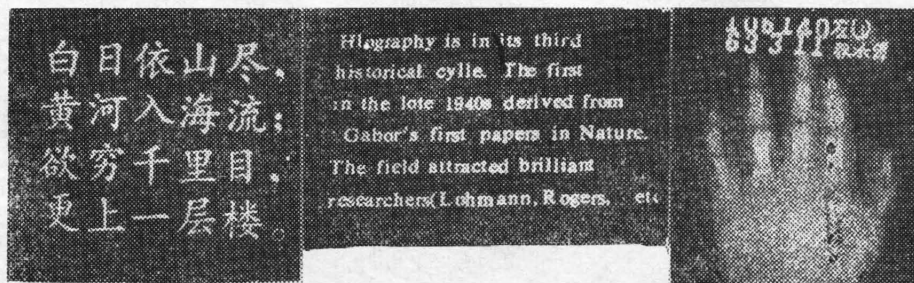 白日依山尽,
黄河入海流;
欲穷千里目,
更上一层楼。
Hlography is in its third
historical cylle. The first
in the lote 1940s derived from
Gabor's first papers in Nature.
The field attracted brilliant
researchers(Lohmann, Rogers, etc